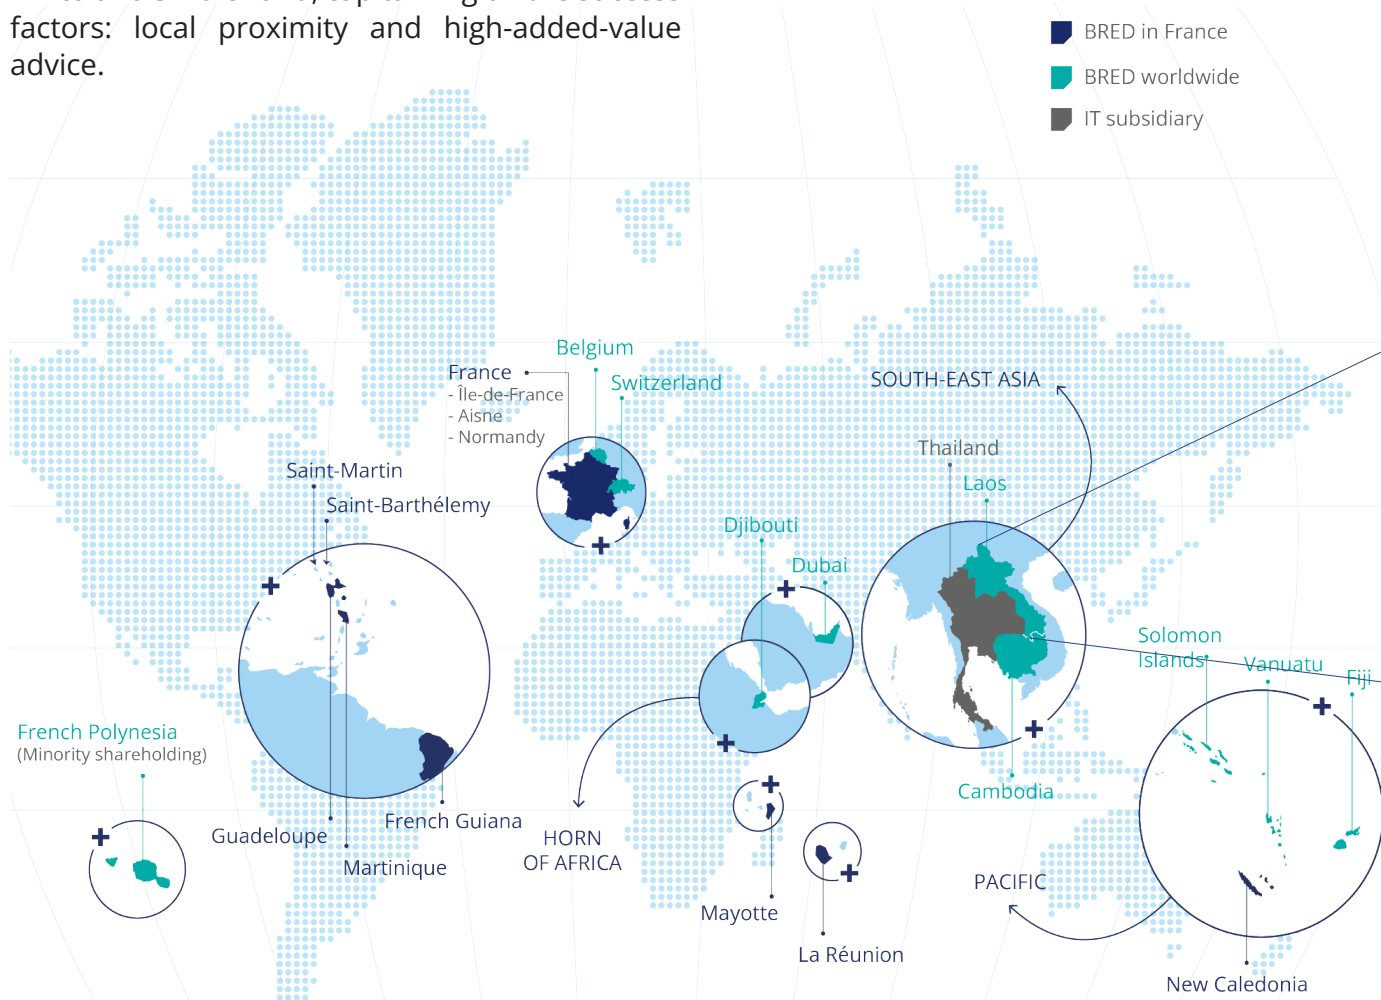 factors: local proximity and high-added-value
advice.
BRED in France
BRED worldwide
IT subsidiary
Belgium
France
- Île-de-France
- Aisne
- Normandy
Switzerland
SOUTH-EAST ASIA
Thailand
Laos
Saint-Martin
Saint-Barthélemy
Djibouti
Dubai
Solomon
Islands
Vanuatu
Fiji
French Polynesia
(Minority shareholding)
Cambodia
Guadeloupe
French Guiana
Martinique
HORN
OF AFRICA
PACIFIC
Mayotte
La Réunion
New Caledonia